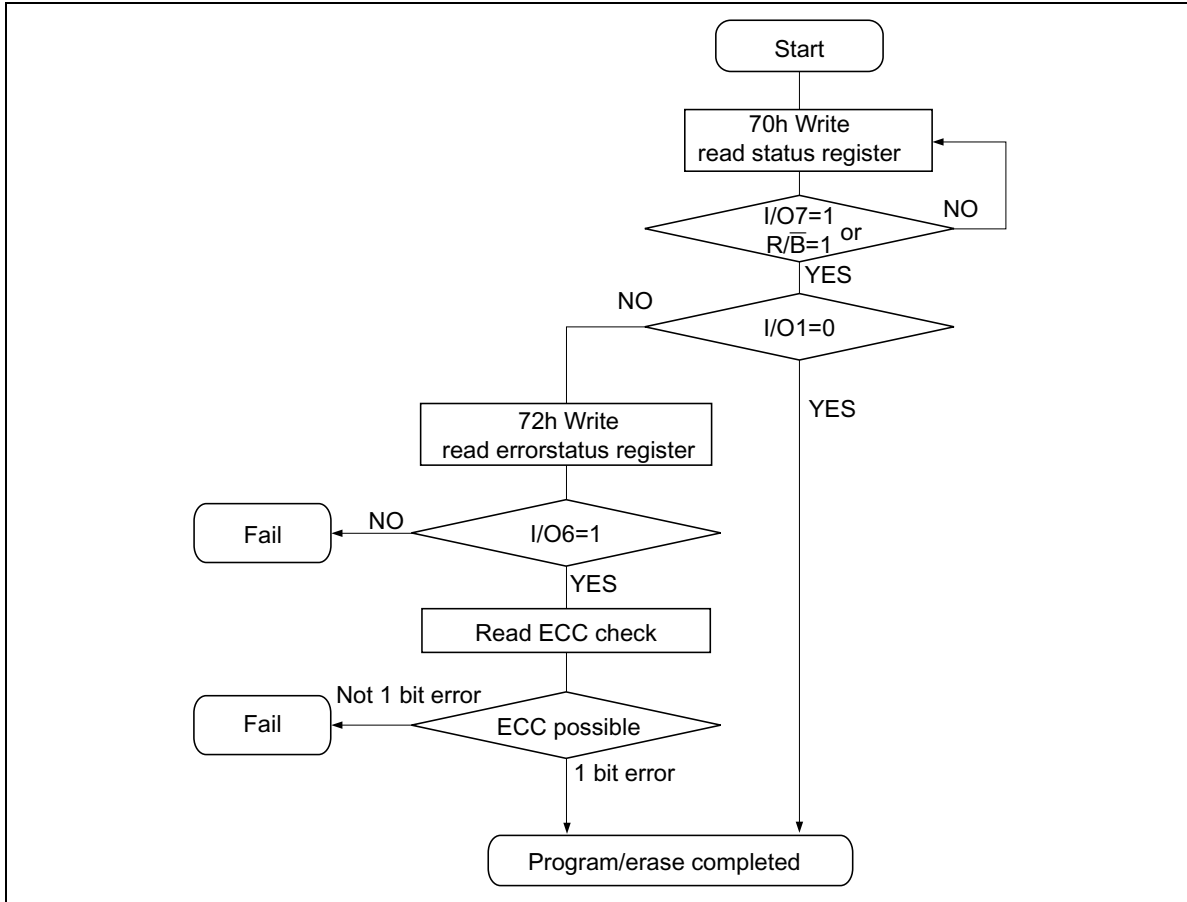 Start
70h Write
read status register
I/O7=1
or
R/B̅=1
NO
YES
NO
I/O1=0
YES
72h Write
read errorstatus register
Fail
NO
I/O6=1
YES
Read ECC check
Not 1 bit error
Fail
ECC possible
1 bit error
Program/erase completed